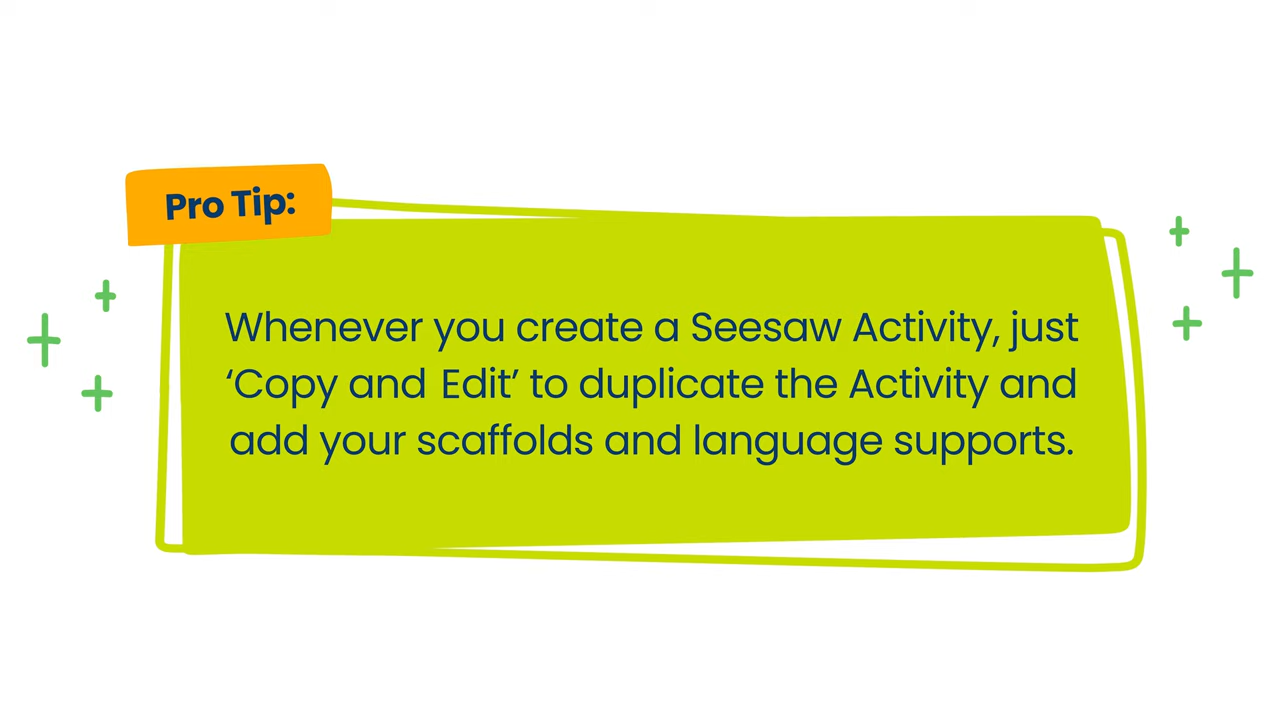 Pro Tip:
Whenever you create a Seesaw Activity, just
‘Copy and Edit’ to duplicate the Activity and
add your scaffolds and language supports.